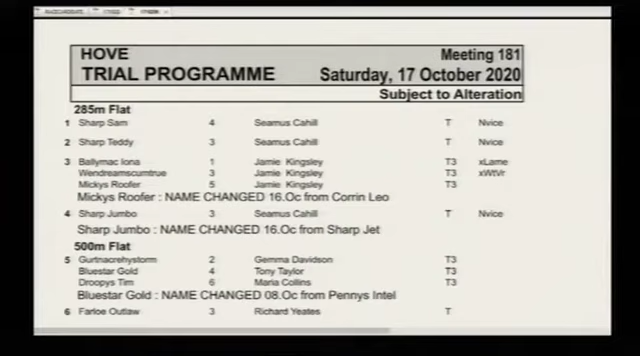 HOVE Meeting 181
TRIAL PROGRAMME Saturday, 17 October 2020
Subject to Alteration
285m Flat
1 Sharp Sam 4 Seamus Cahill T Nvice
2 Sharp Teddy 3 Seamus Cahill T Nvice
3 Ballymac Iona 1 Jamie Kingsley T3 xLame
Wendreamscumtrue 3 Jamie Kingsley T3 xWtVr
Mickys Roofer 5 Jamie Kingsley T3
Mickys Roofer : NAME CHANGED 16.Oc from Corrin Leo
4 Sharp Jumbo 3 Seamus Cahill T Nvice
Sharp Jumbo : NAME CHANGED 16.Oc from Sharp Jet
500m Flat
5 Gurtnacrehystorm 2 Gemma Davidson T3
Bluestar Gold 4 Tony Taylor T3
Droopys Tim 6 Maria Collins T3
Bluestar Gold : NAME CHANGED 08.Oc from Pennys Intel
6 Farloe Outlaw 3 Richard Yeates T